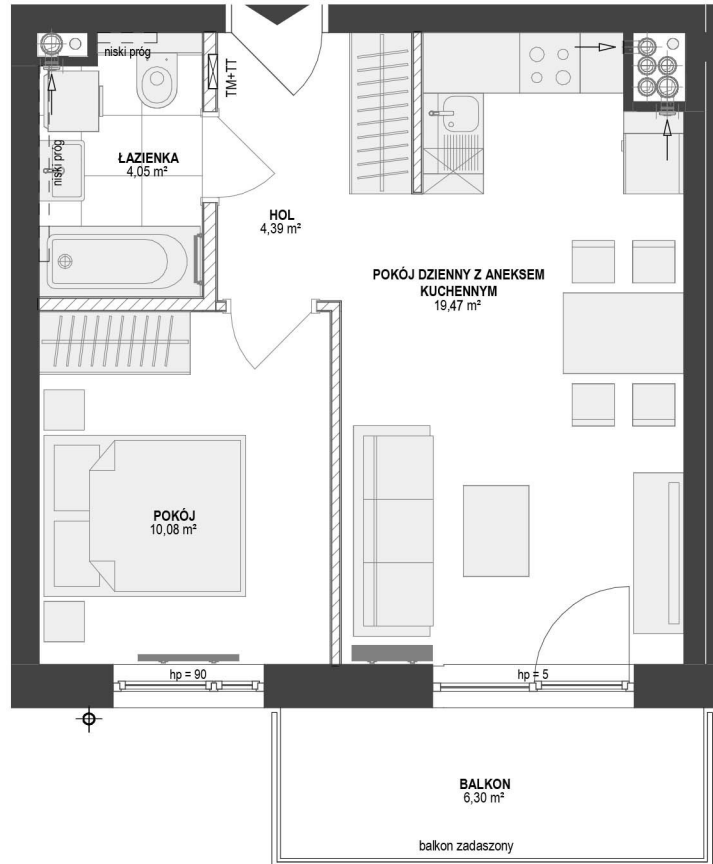 niski próg
TM+TT
niski próg
ŁAZIENKA
4,05 m²
HOL
4,39 m²
POKÓJ DZIENNY Z ANEKSEM
KUCHENNYM
19,47 m²
POKÓJ
10,08 m²
hp = 90
hp = 5
BALKON
6,30 m²
balkon zadaszony